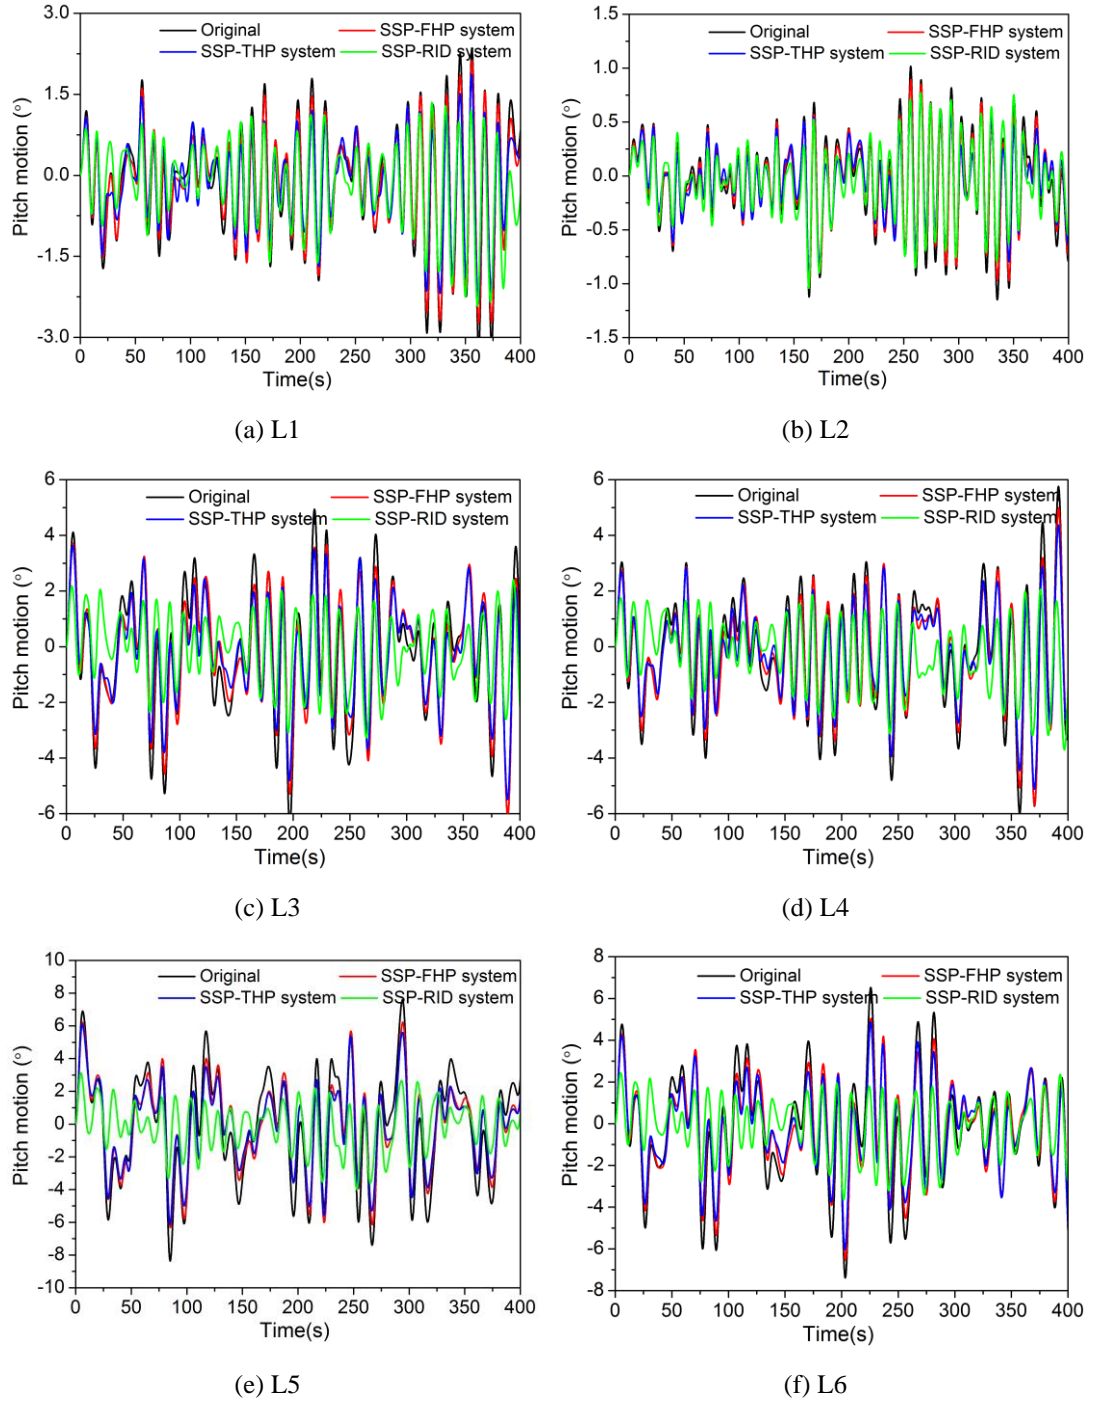 Original SSP-FHP system
SSP-THP system SSP-RID system
Pitch motion (°)
3.0
1.5
0.0
-1.5
-3.0
0 50 100 150 200 250 300 350 400
Time(s)
(a) L1
Original SSP-FHP system
SSP-THP system SSP-RID system
Pitch motion (°)
1.5
1.0
0.5
0.0
-0.5
-1.0
-1.5
0 50 100 150 200 250 300 350 400
Time(s)
(b) L2
Original SSP-FHP system
SSP-THP system SSP-RID system
Pitch motion (°)
6
4
2
0
-2
-4
-6
0 50 100 150 200 250 300 350 400
Time(s)
(c) L3
Original SSP-FHP system
SSP-THP system SSP-RID system
Pitch motion (°)
6
4
2
0
-2
-4
-6
0 50 100 150 200 250 300 350 400
Time(s)
(d) L4
Original SSP-FHP system
SSP-THP system SSP-RID system
Pitch motion (°)
10
8
6
4
2
0
-2
-4
-6
-8
-10
0 50 100 150 200 250 300 350 400
Time(s)
(e) L5
Original SSP-FHP system
SSP-THP system SSP-RID system
Pitch motion (°)
8
6
4
2
0
-2
-4
-6
-8
0 50 100 150 200 250 300 350 400
Time(s)
(f) L6